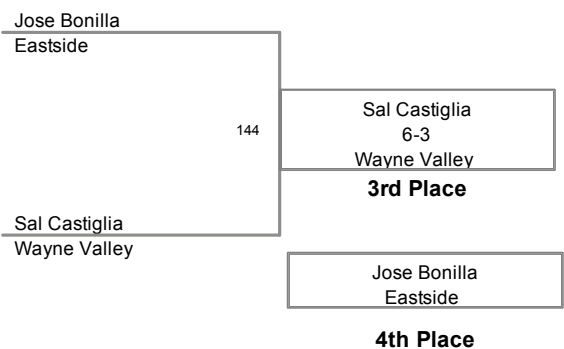 Jose Bonilla
Eastside
144
Sal Castiglia
6-3
Wayne Valley
3rd Place
Sal Castiglia
Wayne Valley
Jose Bonilla
Eastside
4th Place